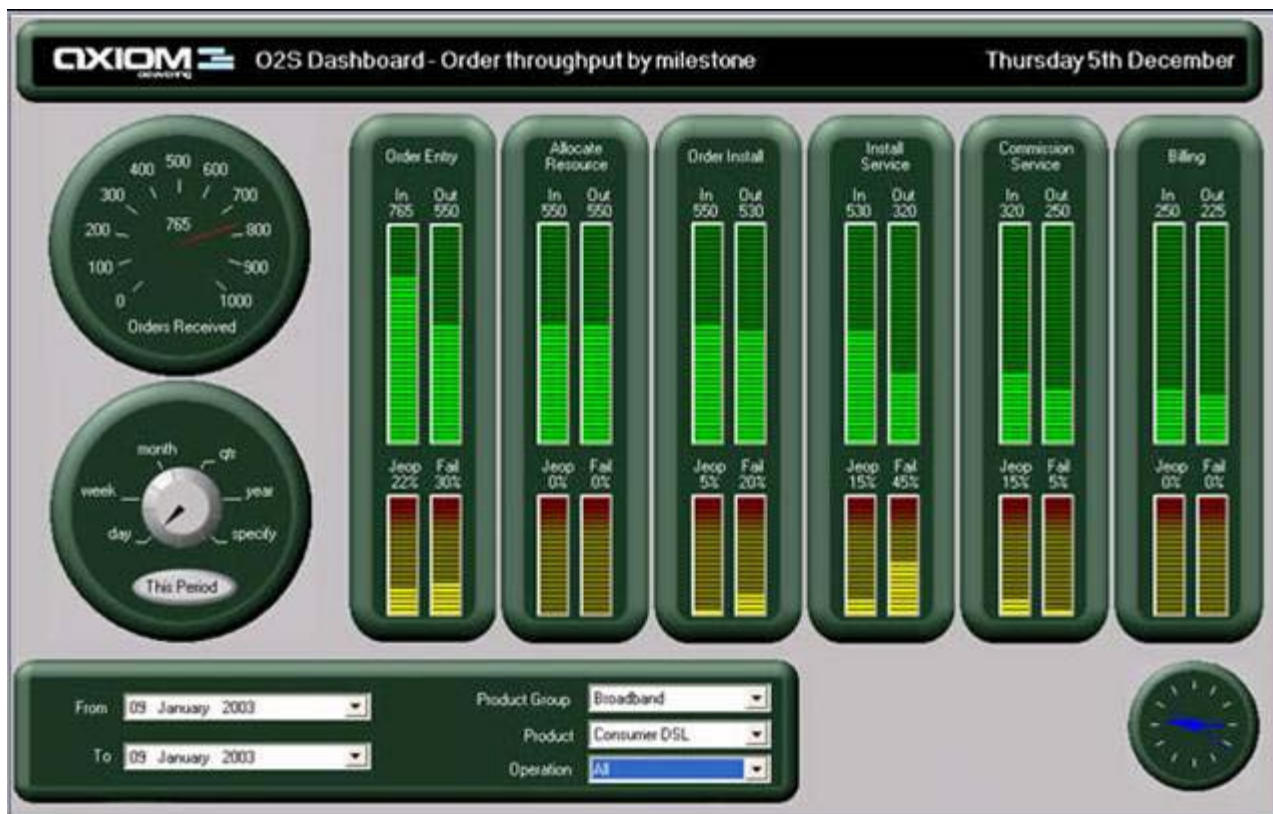 AXIOM
O2S Dashboard - Order throughput by milestone
Thursday 5th December
0
100
200
300
400
500
600
700
800
900
1000
765
Orders Received
day
week
month
qtr
year
specify
This Period
Order Entry
In Out
765 550
Jeop Fail
22% 30%
Allocate
Resource
In Out
550 550
Jeop Fail
0% 0%
Order Install
In Out
550 530
Jeop Fail
5% 20%
Install
Service
In Out
530 320
Jeop Fail
15% 45%
Commission
Service
In Out
320 250
Jeop Fail
15% 5%
Billing
In Out
250 225
Jeop Fail
0% 0%
From 09 January 2003
To 09 January 2003
Product Group Broadband
Product Consumer DSL
Operation All